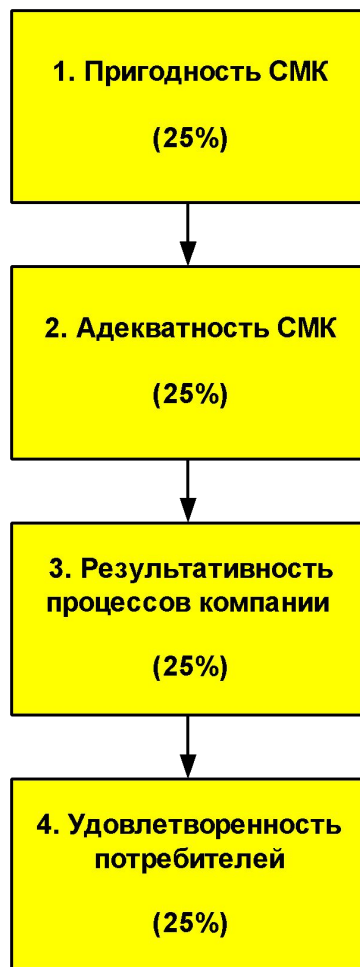 1. Пригодность СМК
(25%)
2. Адекватность СМК
(25%)
3. Результативность
процессов компании
(25%)
4. Удовлетворенность
потребителей
(25%)